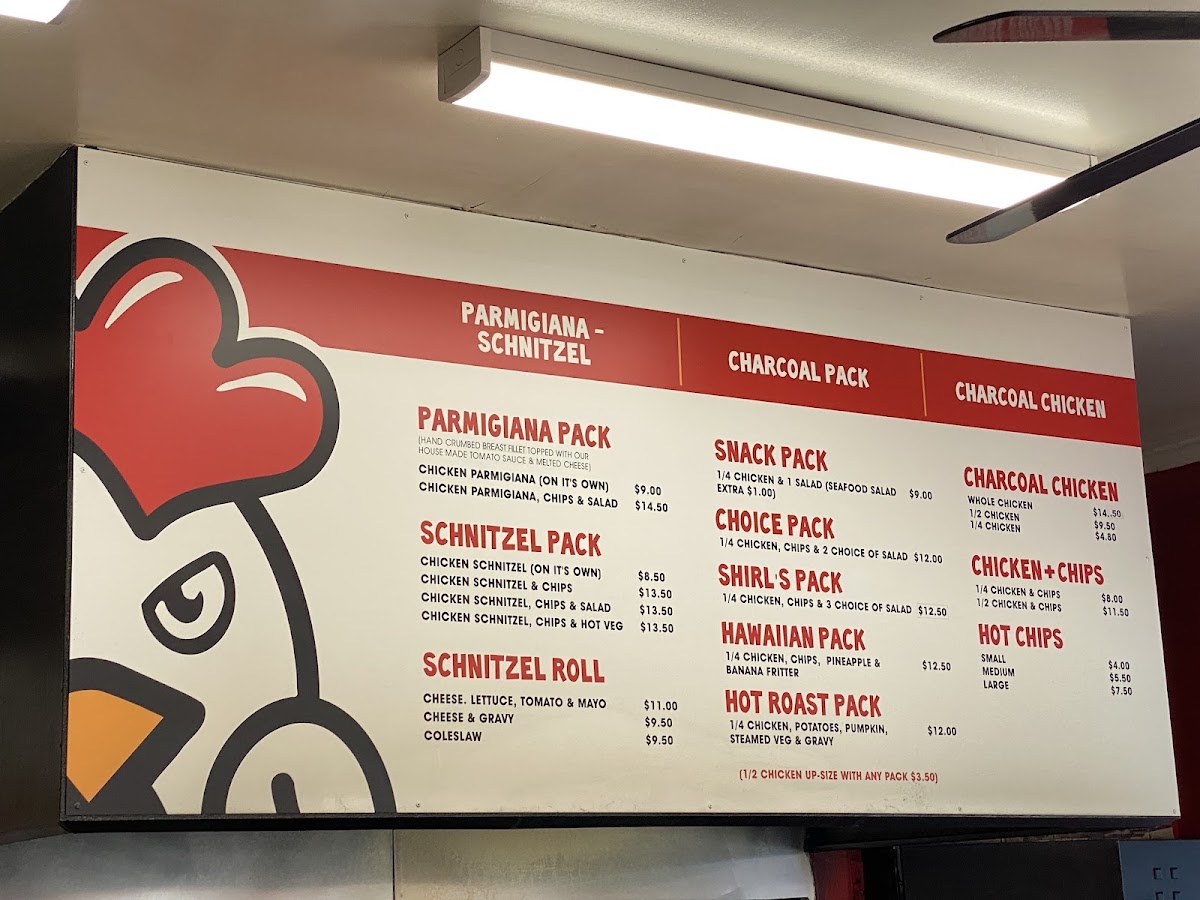 PARMIGIANA -
SCHNITZEL
PARMIGIANA PACK
(HAND CRUMBED BREAST FILLET TOPPED WITH OUR
HOUSE MADE TOMATO SAUCE & MELTED CHEESE)
CHICKEN PARMIGIANA (ON IT'S OWN) $9.00
CHICKEN PARMIGIANA, CHIPS & SALAD $14.50
SCHNITZEL PACK
CHICKEN SCHNITZEL (ON IT'S OWN) $8.50
CHICKEN SCHNITZEL & CHIPS $13.50
CHICKEN SCHNITZEL, CHIPS & SALAD $13.50
CHICKEN SCHNITZEL, CHIPS & HOT VEG $13.50
SCHNITZEL ROLL
CHEESE. LETTUCE, TOMATO & MAYO $11.00
CHEESE & GRAVY $9.50
COLESLAW $9.50
CHARCOAL PACK
SNACK PACK
1/4 CHICKEN & 1 SALAD (SEAFOOD SALAD $9.00
EXTRA $1.00)
CHOICE PACK
1/4 CHICKEN, CHIPS & 2 CHOICE OF SALAD $12.00
SHIRL'S PACK
1/4 CHICKEN, CHIPS & 3 CHOICE OF SALAD $12.50
HAWAIIAN PACK
1/4 CHICKEN, CHIPS, PINEAPPLE & $12.50
BANANA FRITTER
HOT ROAST PACK
1/4 CHICKEN, POTATOES, PUMPKIN, $12.00
STEAMED VEG & GRAVY
(1/2 CHICKEN UP-SIZE WITH ANY PACK $3.50)
CHARCOAL CHICKEN
CHARCOAL CHICKEN
WHOLE CHICKEN $14..50
1/2 CHICKEN $9.50
1/4 CHICKEN $4.80
CHICKEN + CHIPS
1/4 CHICKEN & CHIPS $8.00
1/2 CHICKEN & CHIPS $11.50
HOT CHIPS
SMALL $4.00
MEDIUM $5.50
LARGE $7.50